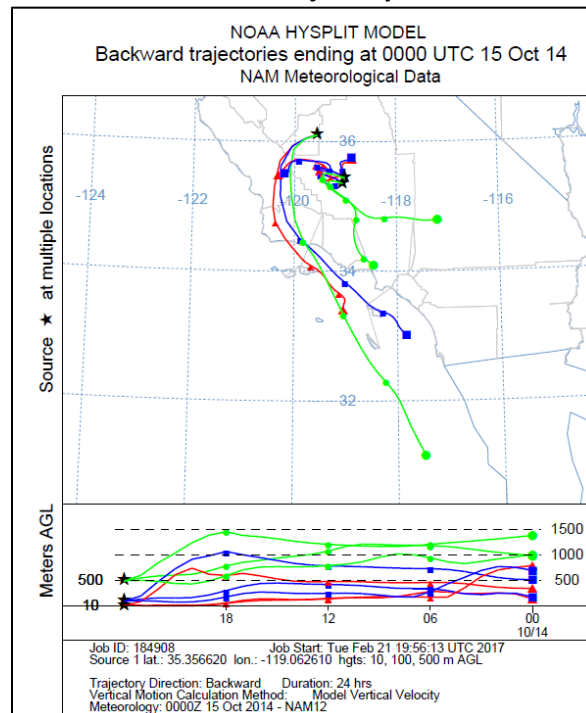 NOAA HYSPLIT MODEL
Backward trajectories ending at 0000 UTC 15 Oct 14
NAM Meteorological Data
Source ★ at multiple locations
36
-124
-122
-120
-118
-116
34
32
Meters AGL
1500
1000
500
500
10
18
12
06
00
10/14
Job ID: 184908 Job Start: Tue Feb 21 19:56:13 UTC 2017
Source 1 lat.: 35.356620 lon.: -119.062610 hgts: 10, 100, 500 m AGL
Trajectory Direction: Backward Duration: 24 hrs
Vertical Motion Calculation Method: Model Vertical Velocity
Meteorology: 0000Z 15 Oct 2014 - NAM12